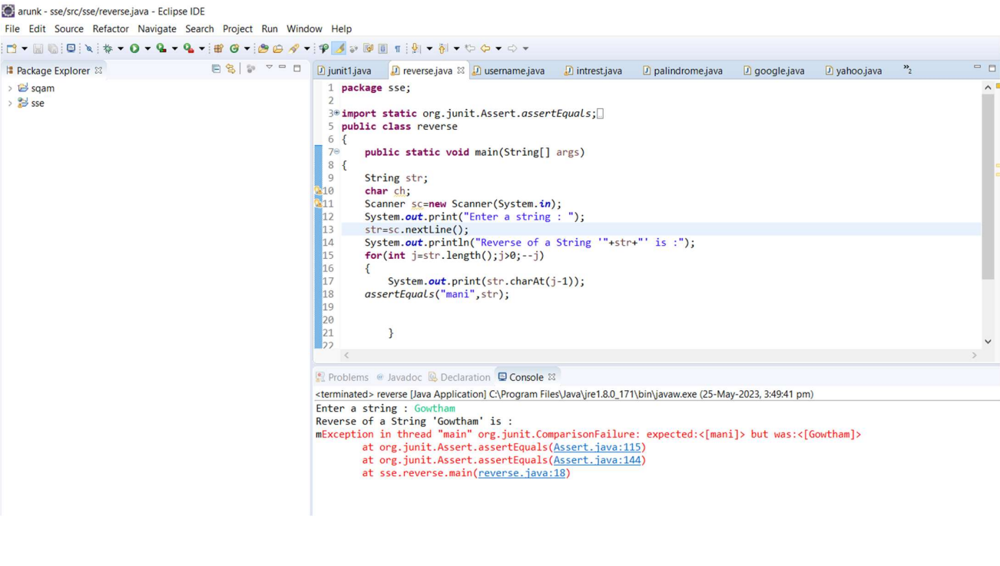 arunk - sse/src/sse/reverse.java - Eclipse IDE
File Edit Source Refactor Navigate Search Project Run Window Help
Package Explorer
sqam
sse
junit1.java reverse.java username.java intrest.java palindrome.java google.java yahoo.java »2
1 package sse;
2
3 import static org.junit.Assert.assertEquals;
5 public class reverse
6 {
7 public static void main(String[] args)
8 {
9 String str;
10 char ch;
11 Scanner sc=new Scanner(System.in);
12 System.out.print("Enter a string : ");
13 str=sc.nextLine();
14 System.out.println("Reverse of a String '"+str+"' is :");
15 for(int j=str.length();j>0;--j)
16 {
17 System.out.print(str.charAt(j-1));
18 assertEquals("mani",str);
19
20
21 }
22
Problems Javadoc Declaration Console
<terminated> reverse [Java Application] C:\Program Files\Java\jre1.8.0_171\bin\javaw.exe (25-May-2023, 3:49:41 pm)
Enter a string : Gowtham
Reverse of a String 'Gowtham' is :
mException in thread "main" org.junit.ComparisonFailure: expected:<[mani]> but was:<[Gowtham]>
at org.junit.Assert.assertEquals(Assert.java:115)
at org.junit.Assert.assertEquals(Assert.java:144)
at sse.reverse.main(reverse.java:18)